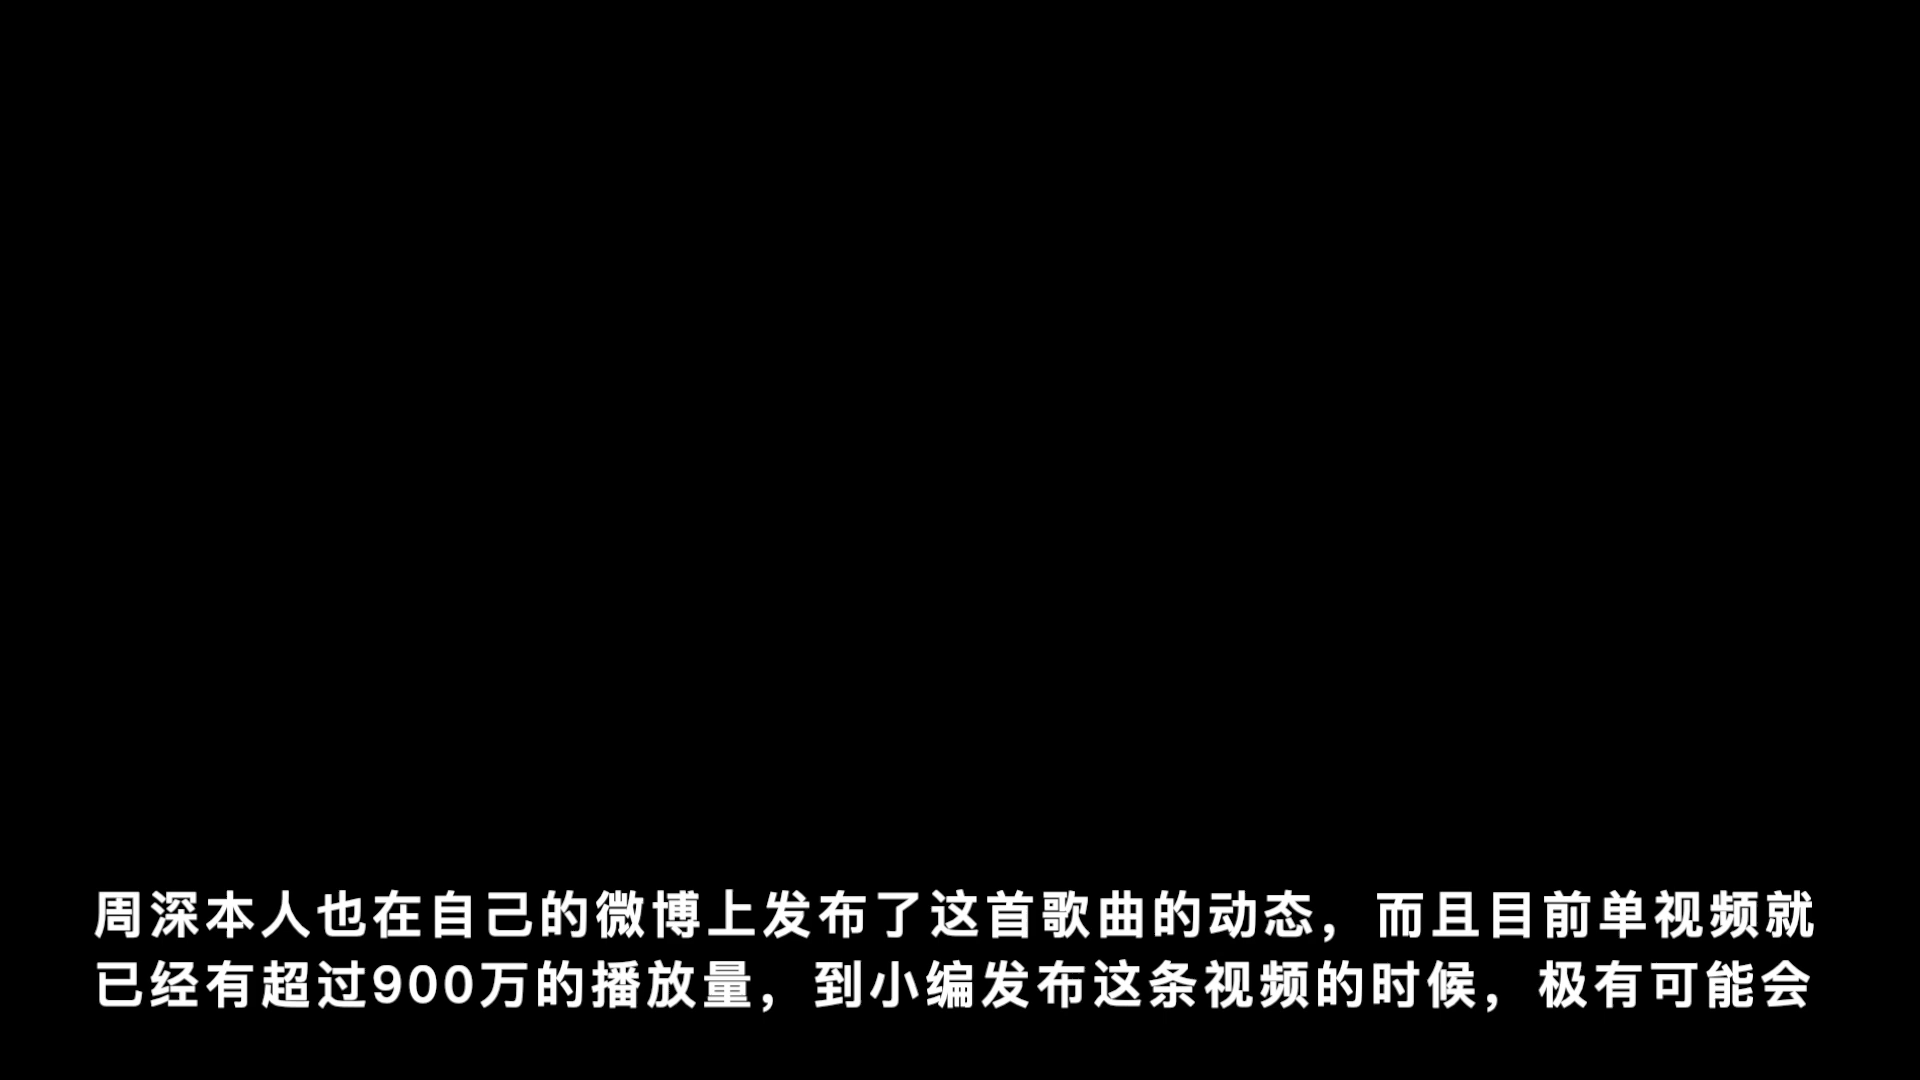 周深本人也在自己的微博上发布了这首歌曲的动态，而且目前单视频就
已经有超过900万的播放量，到小编发布这条视频的时候，极有可能会